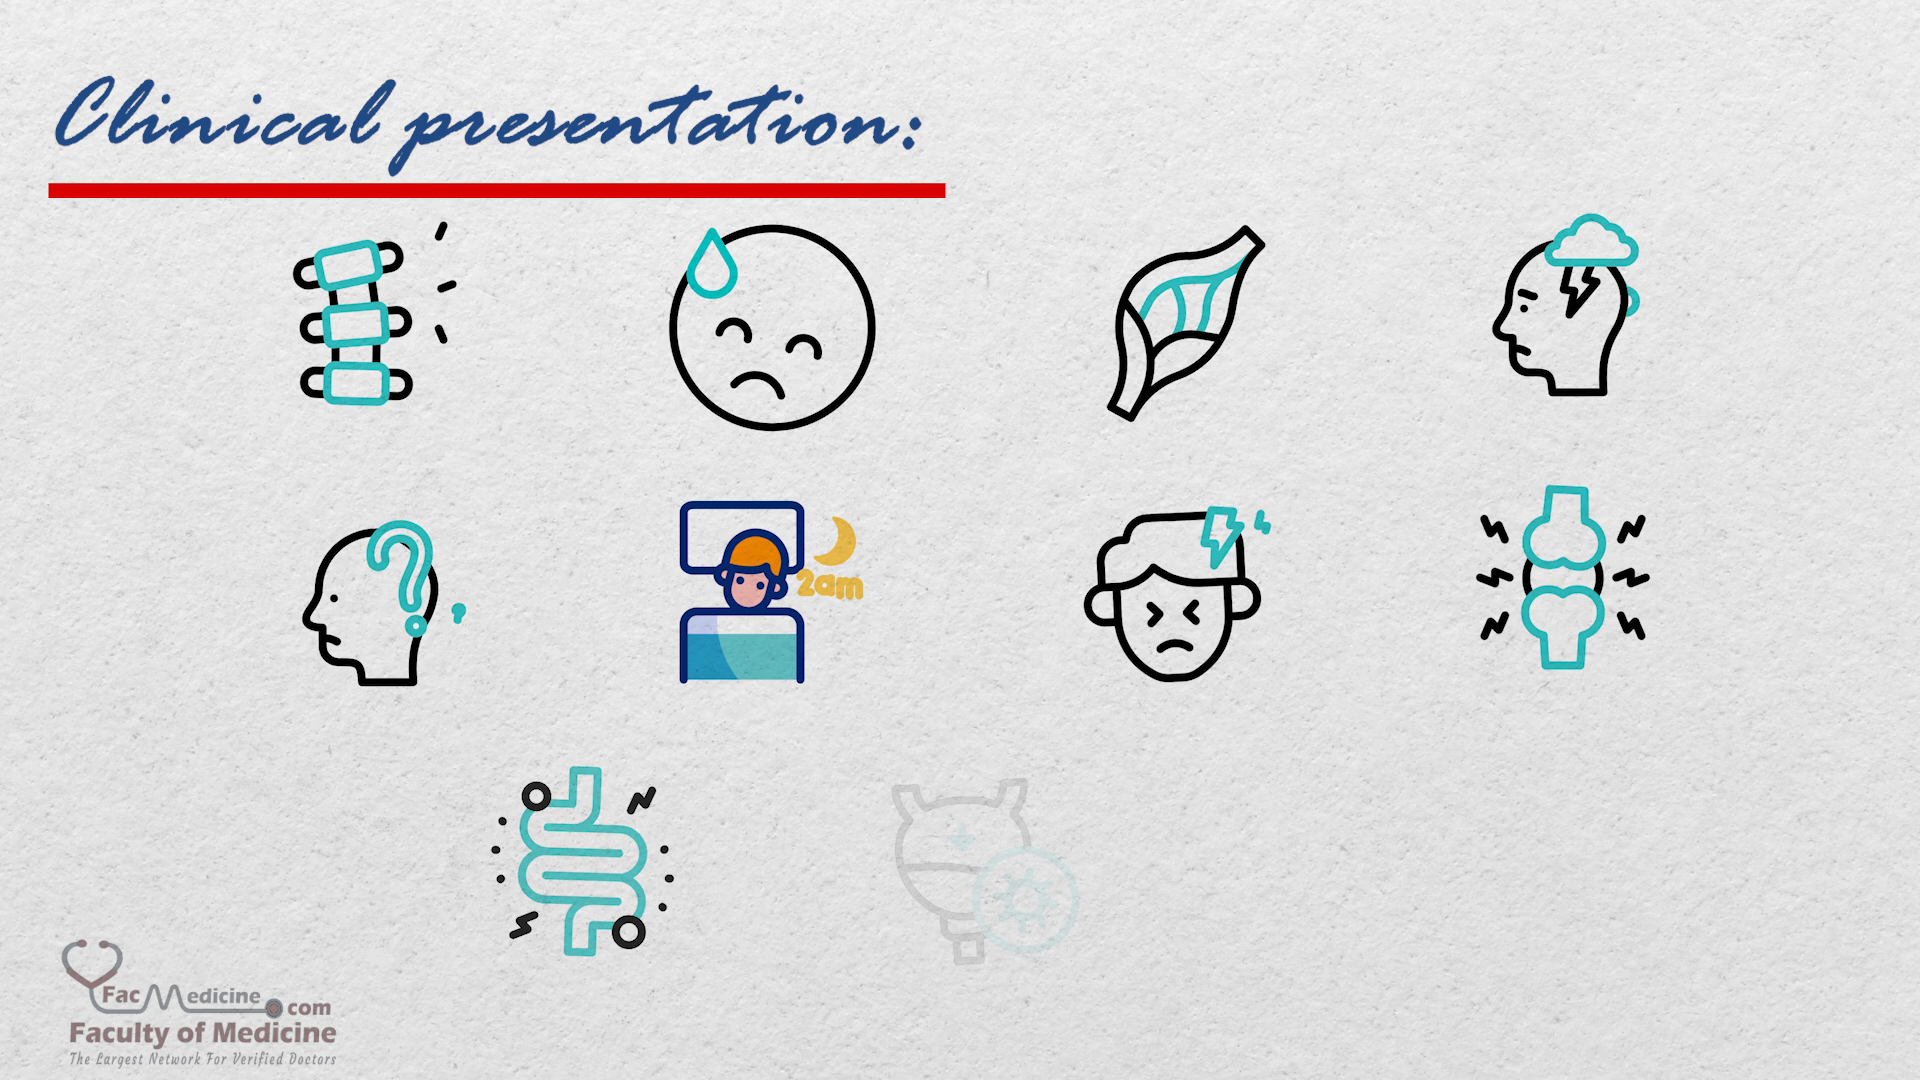 Clinical presentation:
2am
FacMedicine.com
Faculty of Medicine
The Largest Network For Verified Doctors